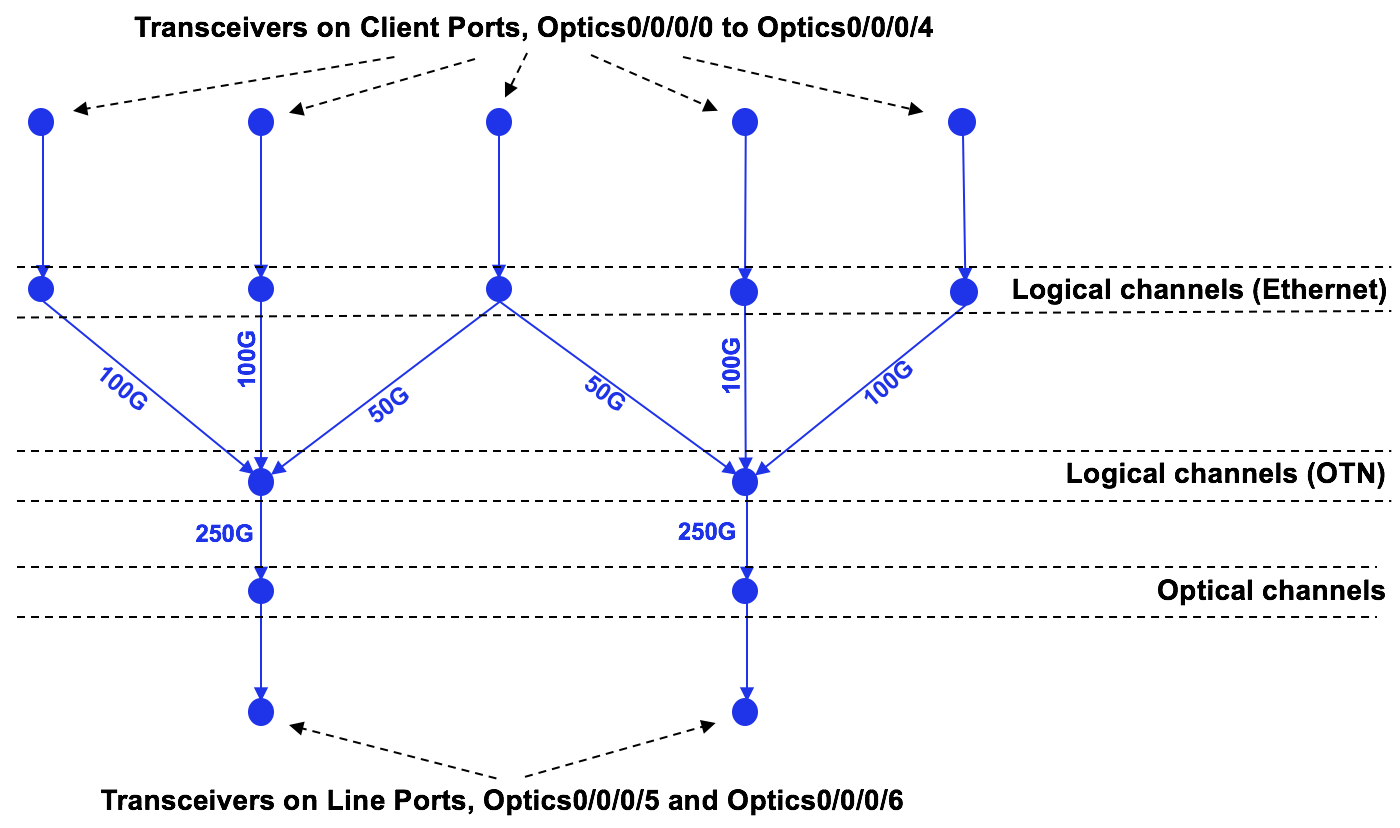 Transceivers on Client Ports, Optics0/0/0/0 to Optics0/0/0/4
Logical channels (Ethernet)
100G
100G
50G
50G
100G
100G
Logical channels (OTN)
250G
250G
Optical channels
Transceivers on Line Ports, Optics0/0/0/5 and Optics0/0/0/6